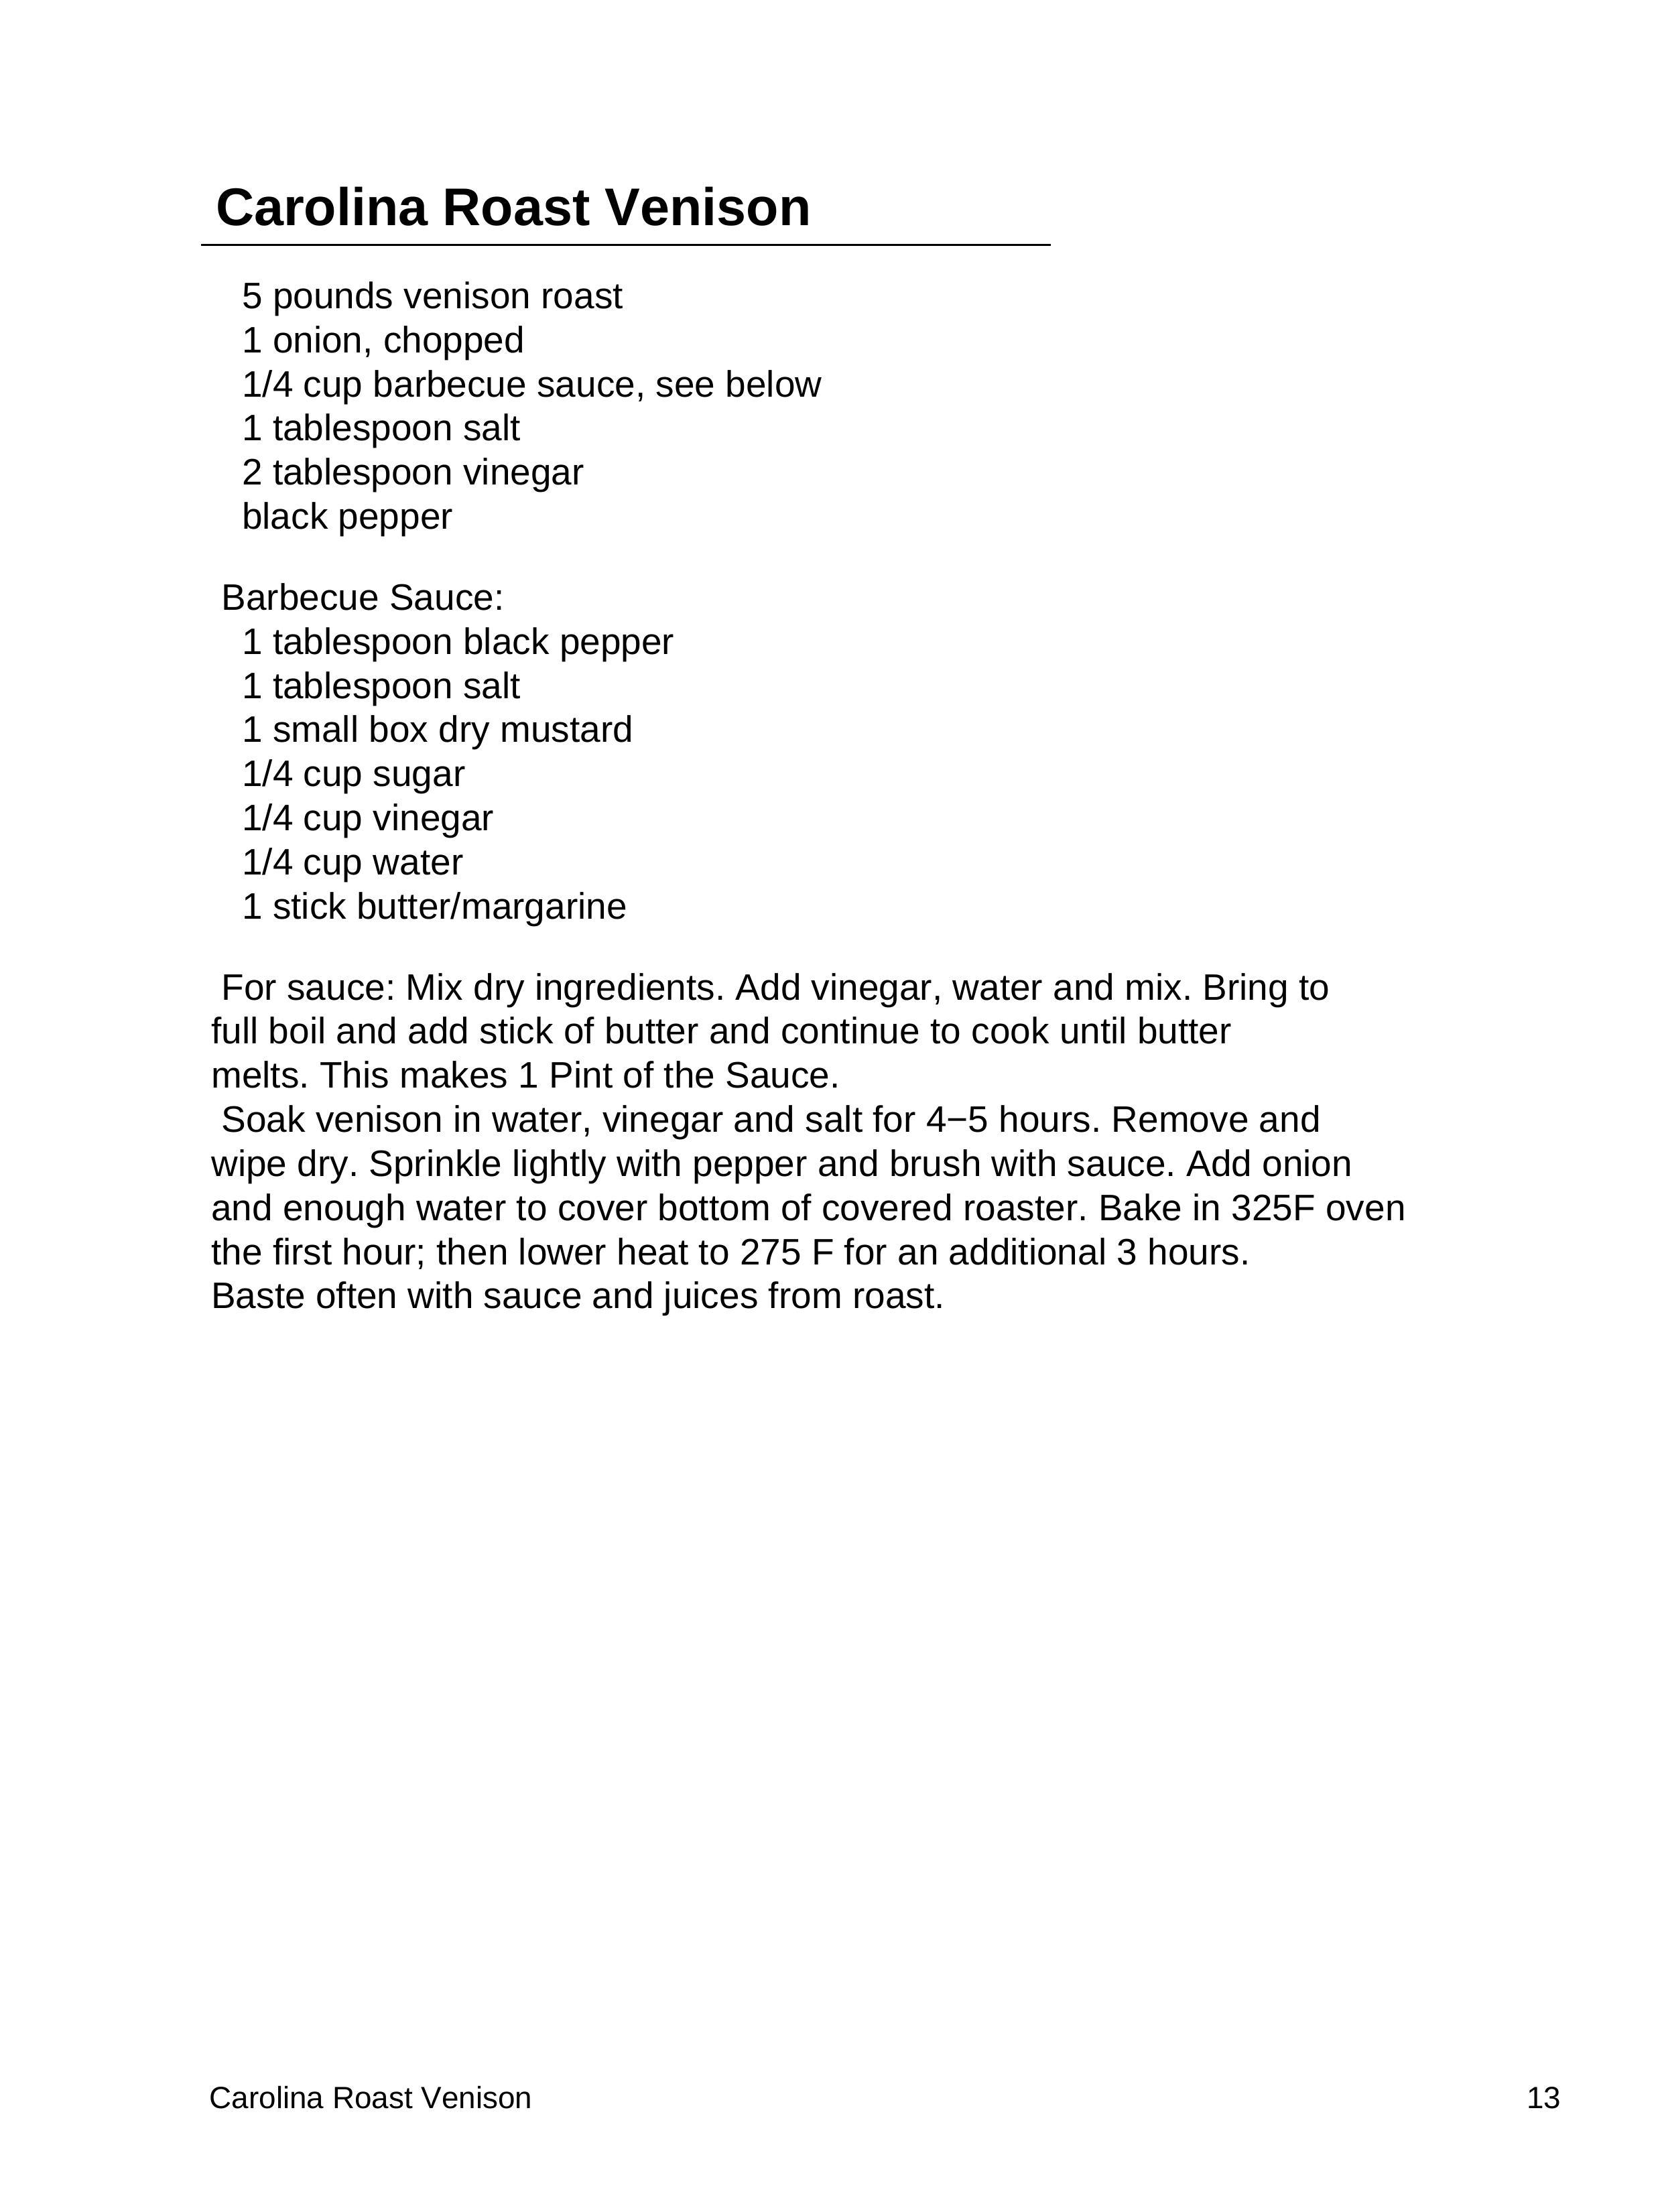 Carolina Roast Venison
5 pounds venison roast
1 onion, chopped
1/4 cup barbecue sauce, see below
1 tablespoon salt
2 tablespoon vinegar
black pepper
Barbecue Sauce:
1 tablespoon black pepper
1 tablespoon salt
1 small box dry mustard
1/4 cup sugar
1/4 cup vinegar
1/4 cup water
1 stick butter/margarine
For sauce: Mix dry ingredients. Add vinegar, water and mix. Bring to
full boil and add stick of butter and continue to cook until butter
melts. This makes 1 Pint of the Sauce.
Soak venison in water, vinegar and salt for 4−5 hours. Remove and
wipe dry. Sprinkle lightly with pepper and brush with sauce. Add onion
and enough water to cover bottom of covered roaster. Bake in 325F oven
the first hour; then lower heat to 275 F for an additional 3 hours.
Baste often with sauce and juices from roast.
Carolina Roast Venison 13